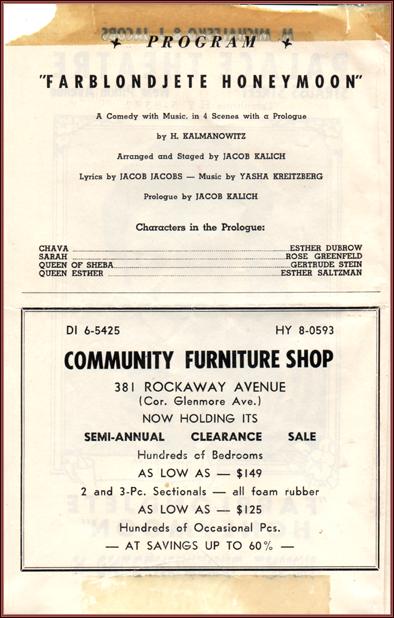 PROGRAM
"FARBLONDJETE HONEYMOON"
A Comedy with Music, in 4 Scenes with a Prologue
by H. KALMANOWITZ
Arranged and Staged by JACOB KALICH
Lyrics by JACOB JACOBS — Music by YASHA KREITZBERG
Prologue by JACOB KALICH
Characters in the Prologue:
CHAVA ESTHER DUBROW
SARAH ROSE GREENFELD
QUEEN OF SHEBA GERTRUDE STEIN
QUEEN ESTHER ESTHER SALTZMAN
DI 6-5425 HY 8-0593
COMMUNITY FURNITURE SHOP
381 ROCKAWAY AVENUE
(Cor. Glenmore Ave.)
NOW HOLDING ITS
SEMI-ANNUAL CLEARANCE SALE
Hundreds of Bedrooms
AS LOW AS — $149
2 and 3-Pc. Sectionals — all foam rubber
AS LOW AS — $125
Hundreds of Occasional Pcs.
— AT SAVINGS UP TO 60% —